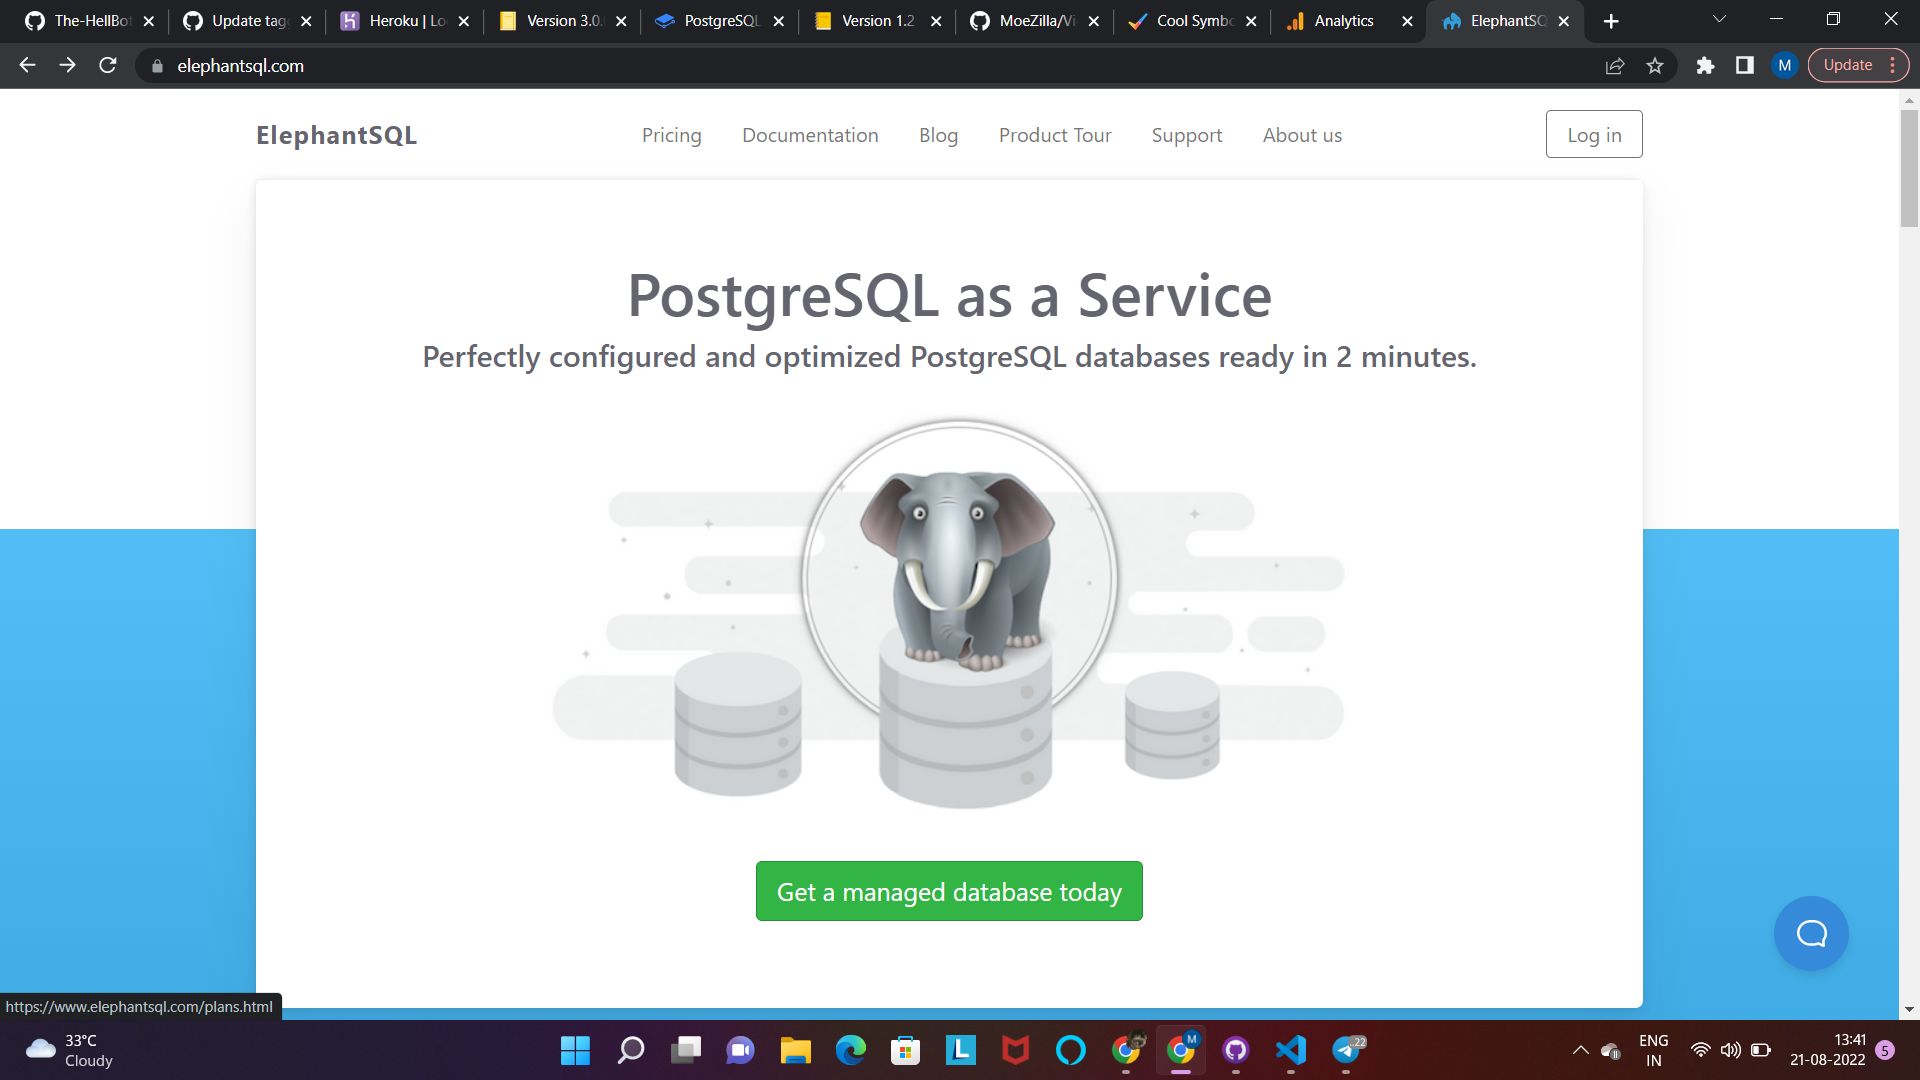 The-HellBot
Update tag
Heroku | Lo
Version 3.0.
PostgreSQL
Version 1.2
MoeZilla/Vi
Cool Symb
Analytics
ElephantSQ
elephantsql.com
M
Update
ElephantSQL
Pricing
Documentation
Blog
Product Tour
Support
About us
Log in
PostgreSQL as a Service
Perfectly configured and optimized PostgreSQL databases ready in 2 minutes.
Get a managed database today
https://www.elephantsql.com/plans.html
33°C
Cloudy
L
M
..22
ENG
IN
13:41
21-08-2022
5